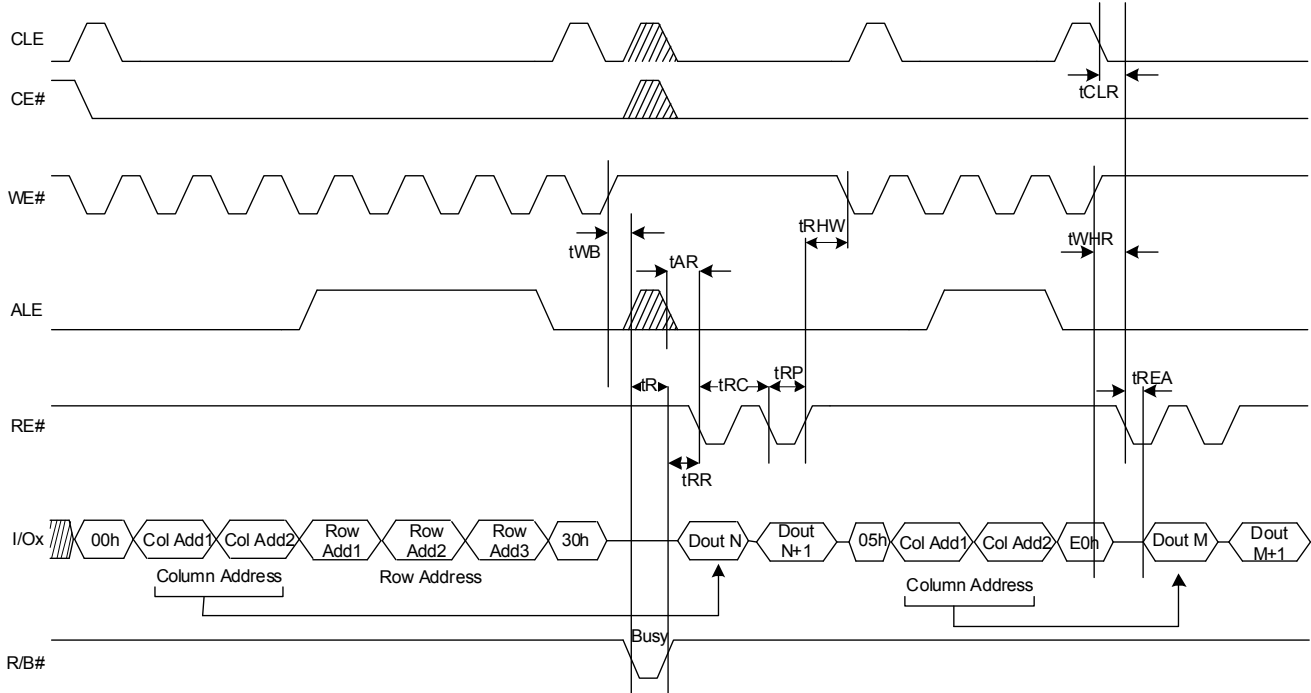 CLE
tCLR
CE#
WE#
tRHW
tWB
tWHR
tAR
ALE
tR
tRC
tRP
tREA
RE#
tRR
I/Ox
00h
Col Add1
Col Add2
Row Add1
Row Add2
Row Add3
30h
Dout N
Dout N+1
05h
Col Add1
Col Add2
E0h
Dout M
Dout M+1
Column Address
Row Address
Column Address
Busy
R/B#